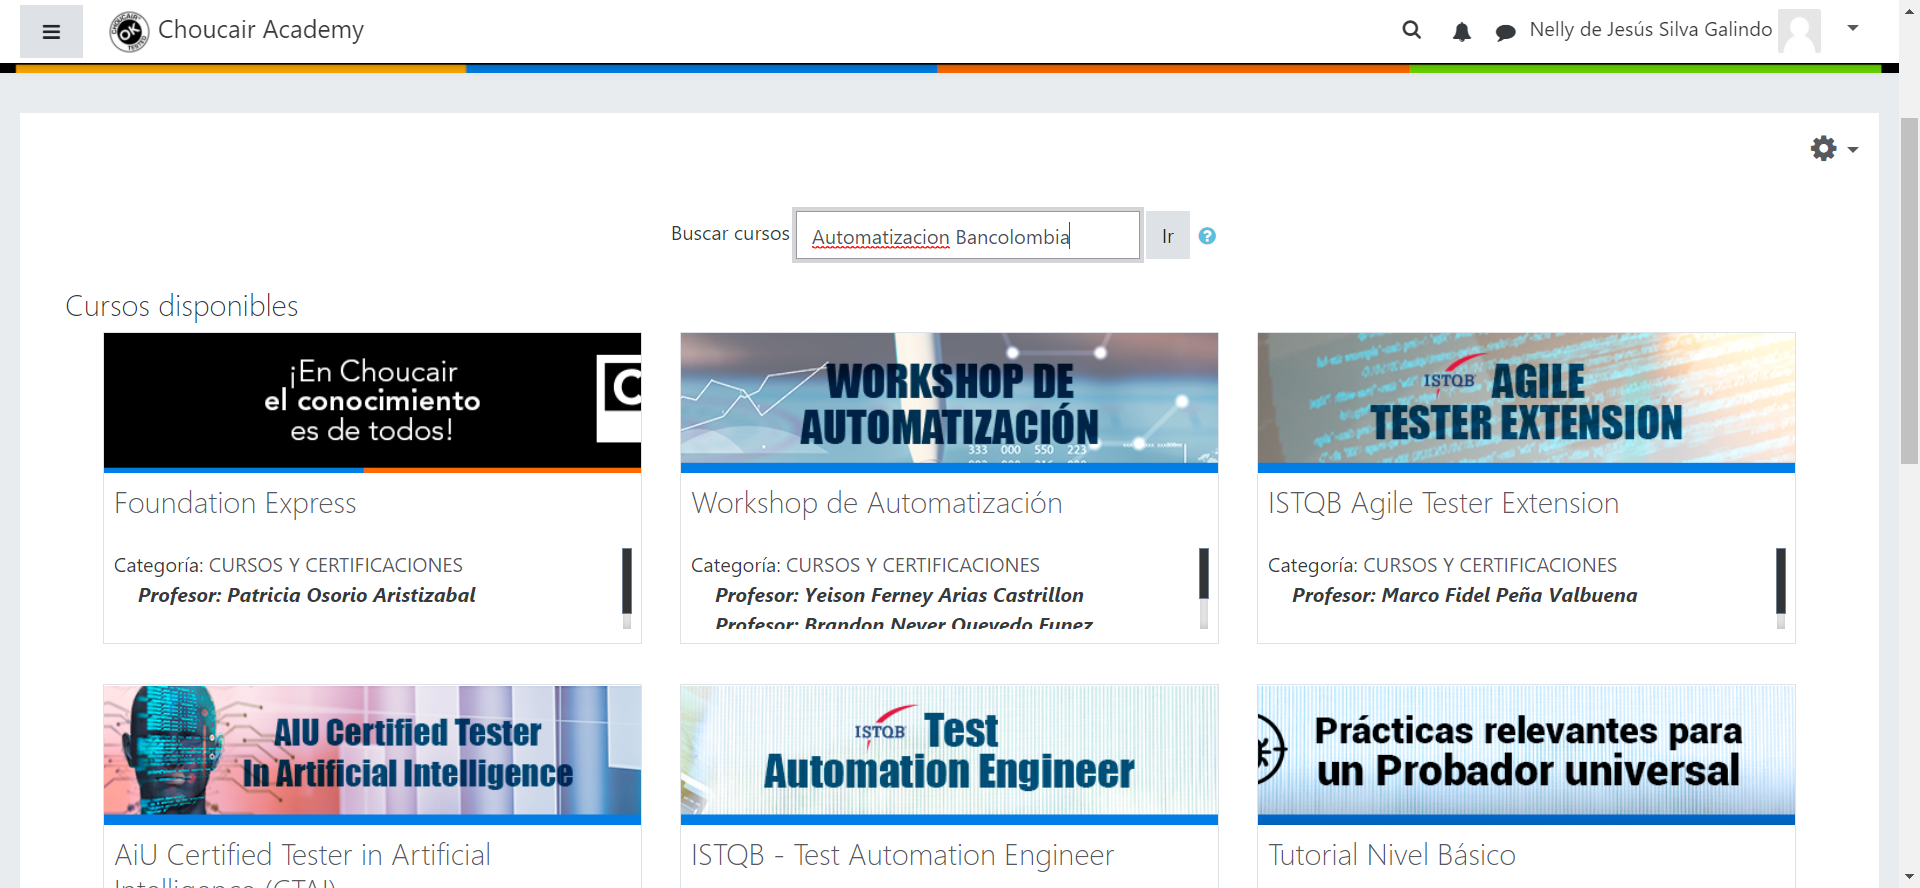 Choucair Academy
Nelly de Jesús Silva Galindo
Buscar cursos
Automatizacion Bancolombia
Ir
Cursos disponibles
¡En Choucair
el conocimiento
es de todos!
WORKSHOP DE
AUTOMATIZACIÓN
333 000 550 223
ISTQB AGILE
TESTER EXTENSION
Foundation Express
Categoría: CURSOS Y CERTIFICACIONES
Profesor: Patricia Osorio Aristizabal
Workshop de Automatización
Categoría: CURSOS Y CERTIFICACIONES
Profesor: Yeison Ferney Arias Castrillon
Profesor: Brandon Never Quevedo Funez
ISTQB Agile Tester Extension
Categoría: CURSOS Y CERTIFICACIONES
Profesor: Marco Fidel Peña Valbuena
AIU Certified Tester
In Artificial Intelligence
ISTQB Test
Automation Engineer
Prácticas relevantes para
un Probador universal
AiU Certified Tester in Artificial
Intelligence (CTAI)
ISTQB - Test Automation Engineer
Tutorial Nivel Básico